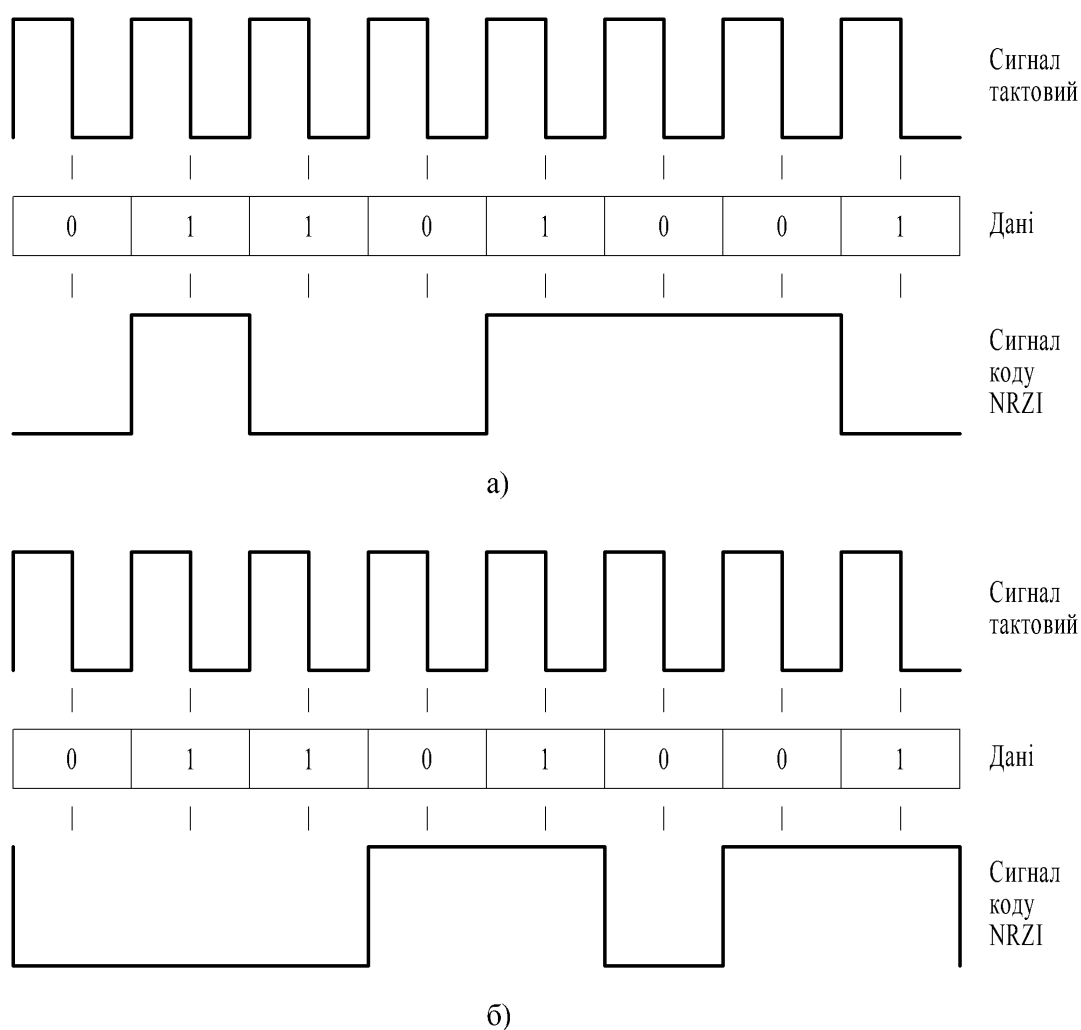 Сигнал
тактовий
0 1 1 0 1 0 0 1
Дані
Сигнал
коду
NRZI
а)
Сигнал
тактовий
0 1 1 0 1 0 0 1
Дані
Сигнал
коду
NRZI
б)